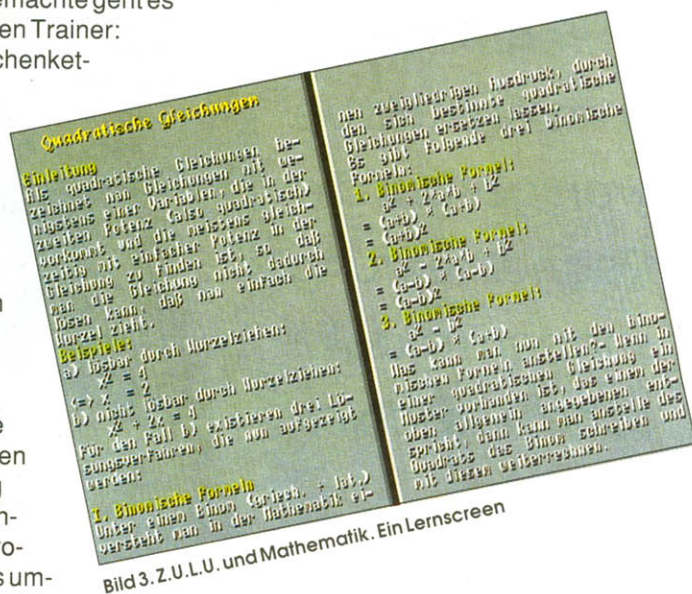 emachte geht es
en Trainer:
chenket-
Quadratische Gleichungen
Einleitung
Als quadratische Gleichungen be-
zeichnet man Gleichungen mit we-
nigstens einer Variablen, die in der
zweiten Potenz (also quadratisch)
vorkommt und die meistens gleich-
zeitig mit einfacher Potenz in der
Gleichung zu finden ist, so daß
man die Gleichung nicht dadurch
lösen kann, daß man einfach die
Wurzel zieht.
Beispiele:
a) lösbar durch Wurzelziehen:
x² = 4
<=> x = 2
b) nicht lösbar durch Wurzelziehen:
x² + 2x = 4
Für den Fall b) existieren drei Lö-
sungsverfahren, die nun aufgezeigt
werden:
1. Binomische Formeln
Unter einem Binom (griech. + lat.)
versteht man in der Mathematik ei-
nen zweigliedrigen Ausdruck, durch
den sich bestimmte quadratische
Gleichungen ersetzen lassen.
Es gibt folgende drei binomische
Formeln:
1. Binomische Formel:
a² + 2*a*b + b²
= (a+b) * (a+b)
= (a+b)²
2. Binomische Formel:
a² - 2*a*b + b²
= (a-b) * (a-b)
= (a-b)²
3. Binomische Formel:
a² - b²
= (a-b) * (a+b)
Was kann man nun mit den bino-
mischen Formeln anstellen?- Wenn in
einer quadratischen Gleichung ein
Muster vorhanden ist, das einem der
oben allgemein angegebenen ent-
spricht, dann kann man anstelle des
Quadrats das Binom schreiben und
mit diesem weiterrechnen.
n
e
en
g
n-
o-
s um-
Bild 3. Z.U.L.U. und Mathematik. Ein Lernscreen